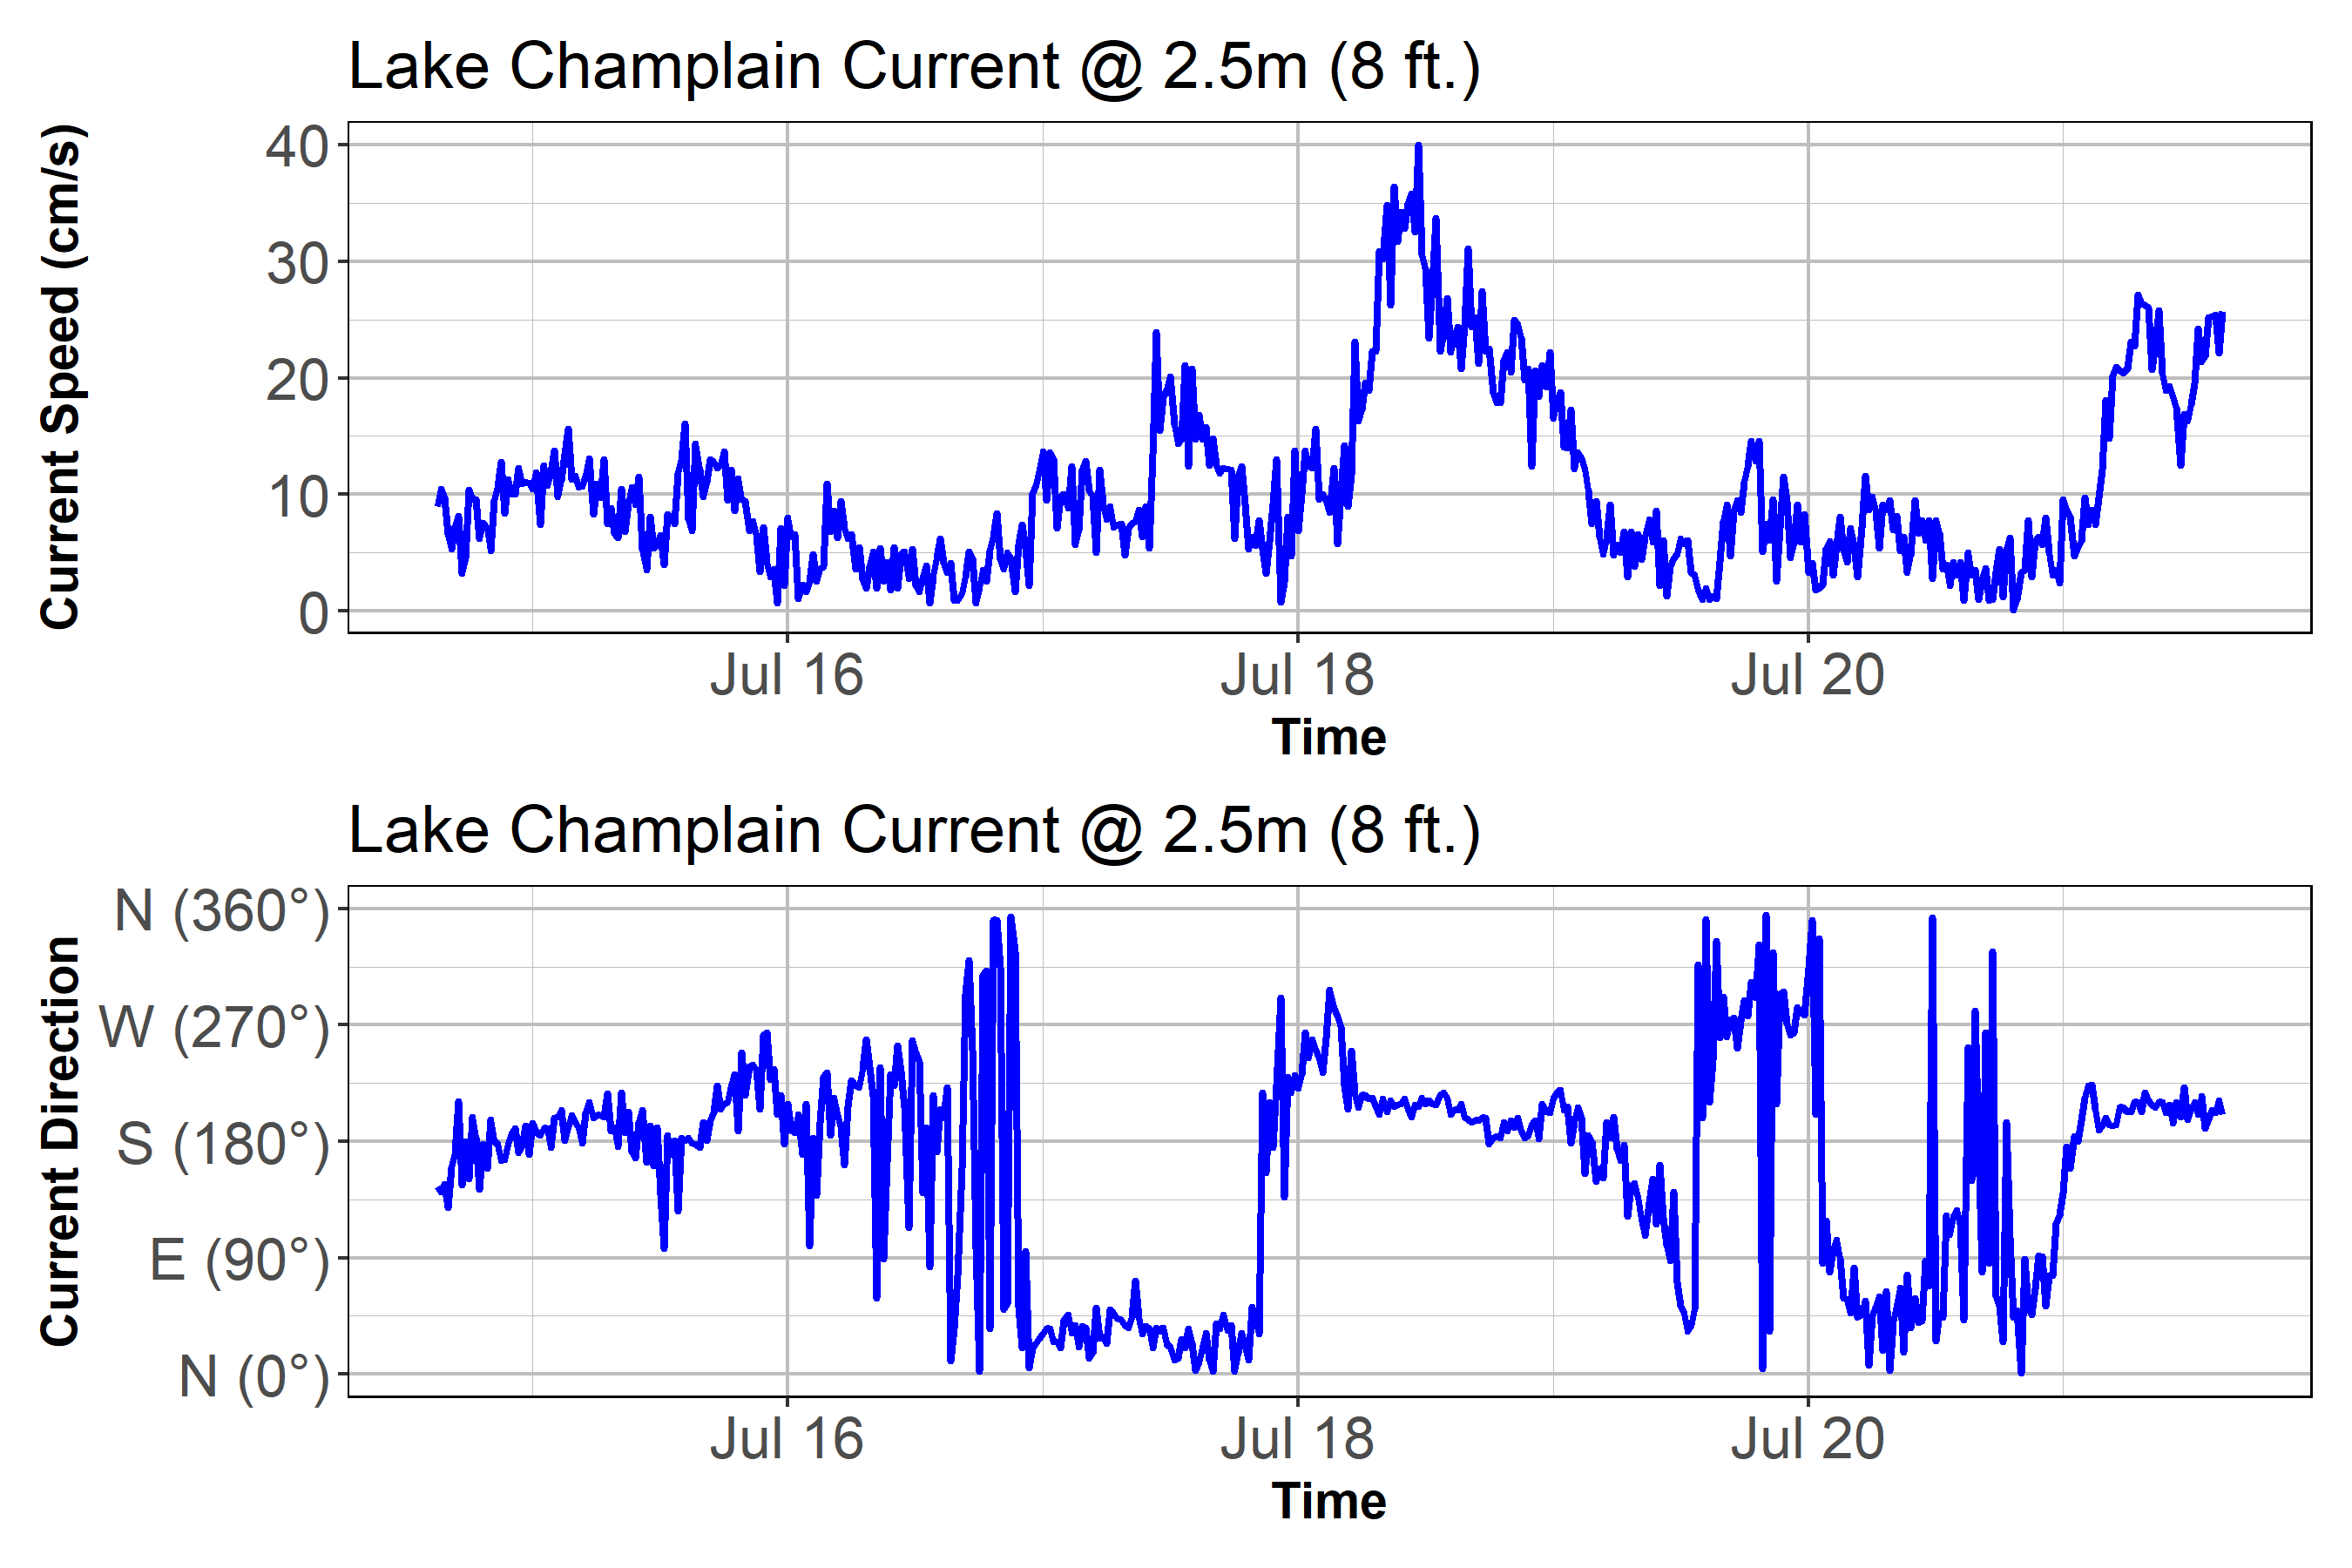 Lake Champlain Current @ 2.5m (8 ft.)
Current Speed (cm/s)
40
30
20
10
0
Jul 16
Jul 18
Jul 20
Time
Lake Champlain Current @ 2.5m (8 ft.)
Current Direction
N (360°)
W (270°)
S (180°)
E (90°)
N (0°)
Jul 16
Jul 18
Jul 20
Time